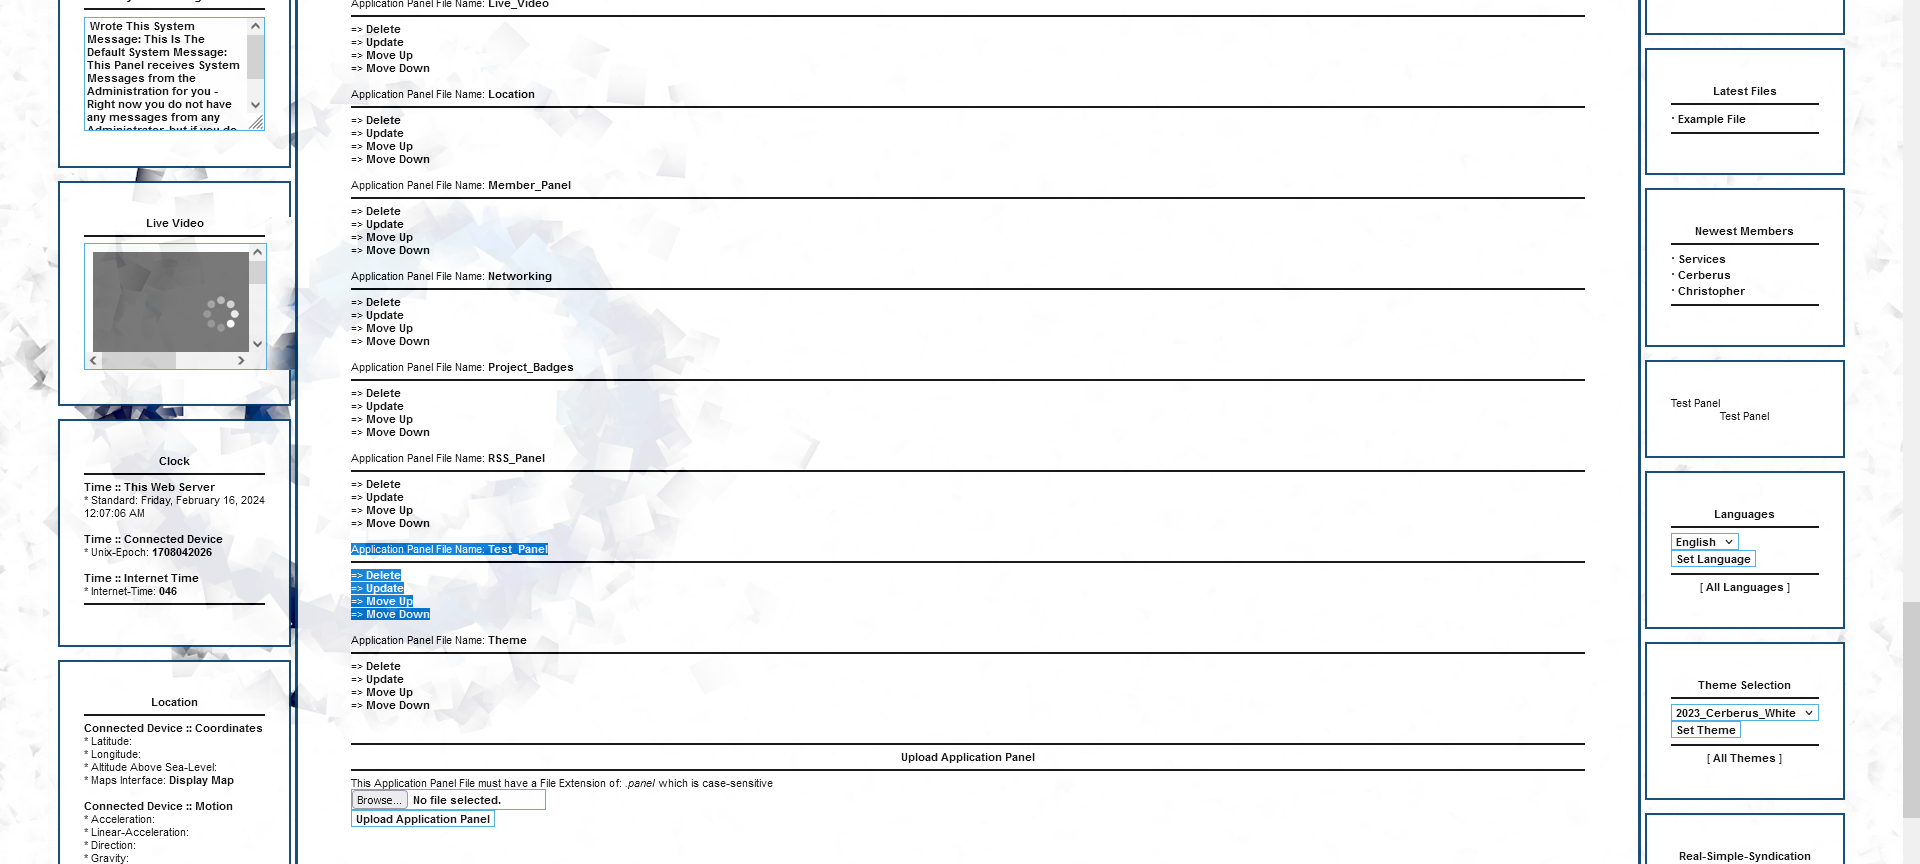 Wrote This System
Message: This Is The
Default System Message:
This Panel receives System
Messages from the
Administration for you -
Right now you do not have
any messages from any
Administrator, but if you do
Live Video
Clock
Time :: This Web Server
* Standard: Friday, February 16, 2024
12:07:06 AM
Time :: Connected Device
* Unix-Epoch: 1708042026
Time :: Internet Time
* Internet-Time: 046
Location
Connected Device :: Coordinates
* Latitude:
* Longitude:
* Altitude Above Sea-Level:
* Maps Interface: Display Map
Connected Device :: Motion
* Acceleration:
* Linear-Acceleration:
* Direction:
* Gravity:
Application Panel File Name: Live_Video
=> Delete
=> Update
=> Move Up
=> Move Down
Application Panel File Name: Location
=> Delete
=> Update
=> Move Up
=> Move Down
Application Panel File Name: Member_Panel
=> Delete
=> Update
=> Move Up
=> Move Down
Application Panel File Name: Networking
=> Delete
=> Update
=> Move Up
=> Move Down
Application Panel File Name: Project_Badges
=> Delete
=> Update
=> Move Up
=> Move Down
Application Panel File Name: RSS_Panel
=> Delete
=> Update
=> Move Up
=> Move Down
Application Panel File Name: Test_Panel
=> Delete
=> Update
=> Move Up
=> Move Down
Application Panel File Name: Theme
=> Delete
=> Update
=> Move Up
=> Move Down
Upload Application Panel
This Application Panel File must have a File Extension of: .panel which is case-sensitive
Browse... No file selected.
Upload Application Panel
Latest Files
· Example File
Newest Members
· Services
· Cerberus
· Christopher
Test Panel
Test Panel
Languages
English
Set Language
[ All Languages ]
Theme Selection
2023_Cerberus_White
Set Theme
[ All Themes ]
Real-Simple-Syndication